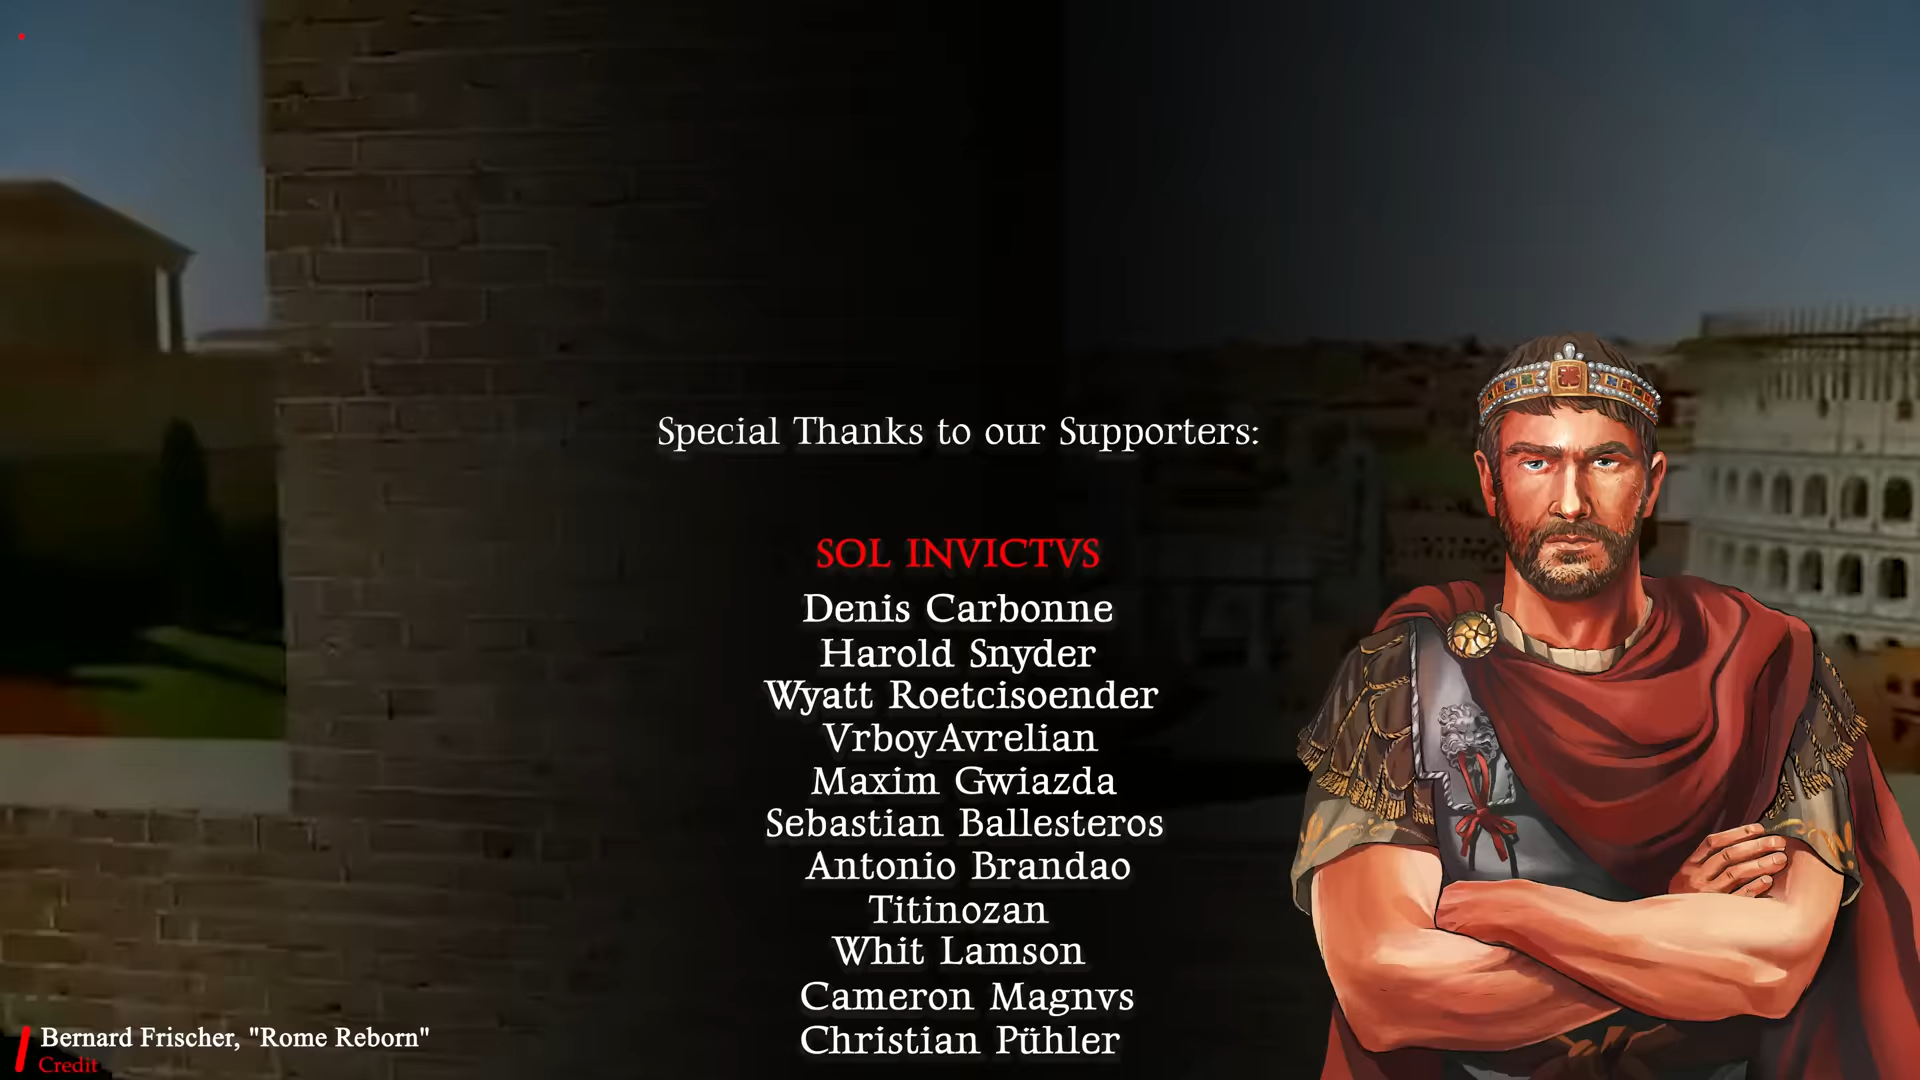 Special Thanks to our Supporters:
SOL INVICTVS
Denis Carbonne
Harold Snyder
Wyatt Roetcisoender
VrboyAvrelian
Maxim Gwiazda
Sebastian Ballesteros
Antonio Brandao
Titinozan
Whit Lamson
Cameron Magnvs
Christian Pühler
Bernard Frischer, "Rome Reborn"
Credit